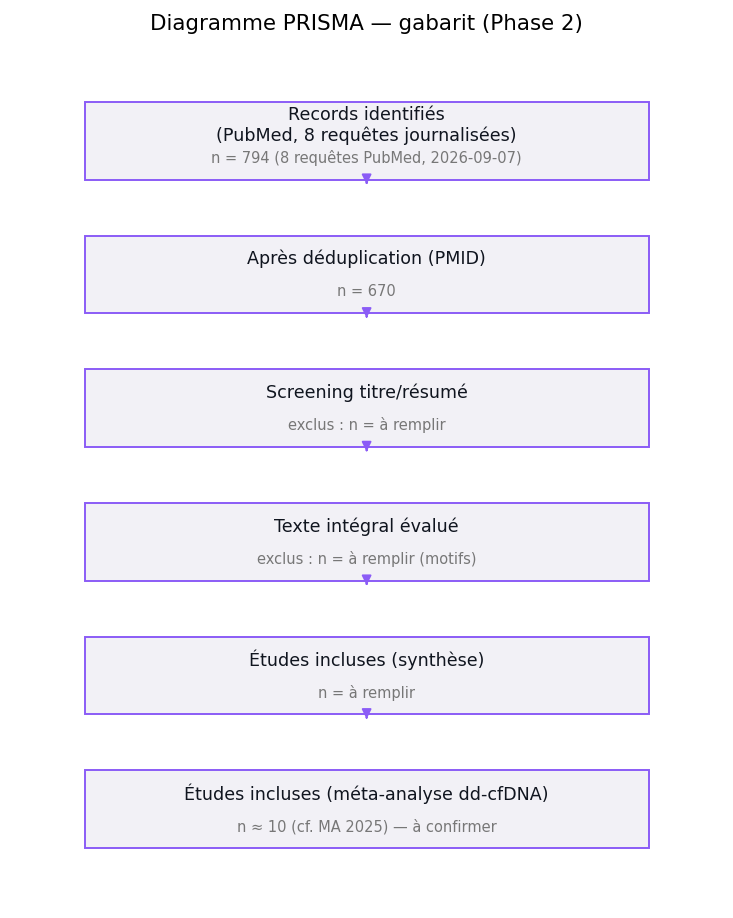 Diagramme PRISMA — gabarit (Phase 2)
Records identifiés
(PubMed, 8 requêtes journalisées)
n = 794 (8 requêtes PubMed, 2026-09-07)
Après déduplication (PMID)
n = 670
Screening titre/résumé
exclus : n = à remplir
Texte intégral évalué
exclus : n = à remplir (motifs)
Études incluses (synthèse)
n = à remplir
Études incluses (méta-analyse dd-cfDNA)
n ≈ 10 (cf. MA 2025) — à confirmer